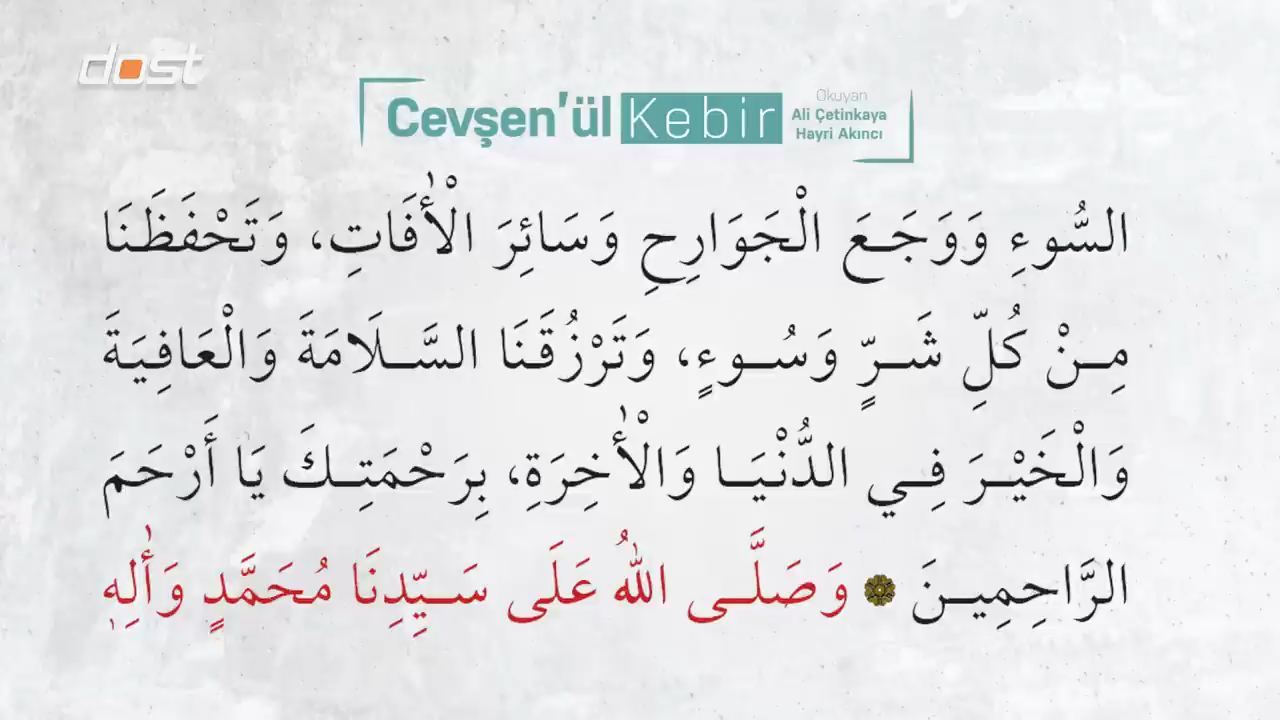 dost
Cevşen'ül Kebir
Okuyan
Ali Çetinkaya
Hayri Akıncı
السُّوءِ وَوَجَعَ الْجَوَارِحِ وَسَائِرَ الْأٰفَاتِ، وَتَحْفَظَنَا
مِنْ كُلِّ شَرٍّ وَسُوءٍ، وَتَرْزُقَنَا السَّلَامَةَ وَالْعَافِيَةَ
وَالْخَيْرَ فِي الدُّنْيَا وَالْأٰخِرَةِ، بِرَحْمَتِكَ يَا أَرْحَمَ
الرَّاحِمِينَ وَصَلَّى اللهُ عَلَى سَيِّدِنَا مُحَمَّدٍ وَأٰلِهٖ